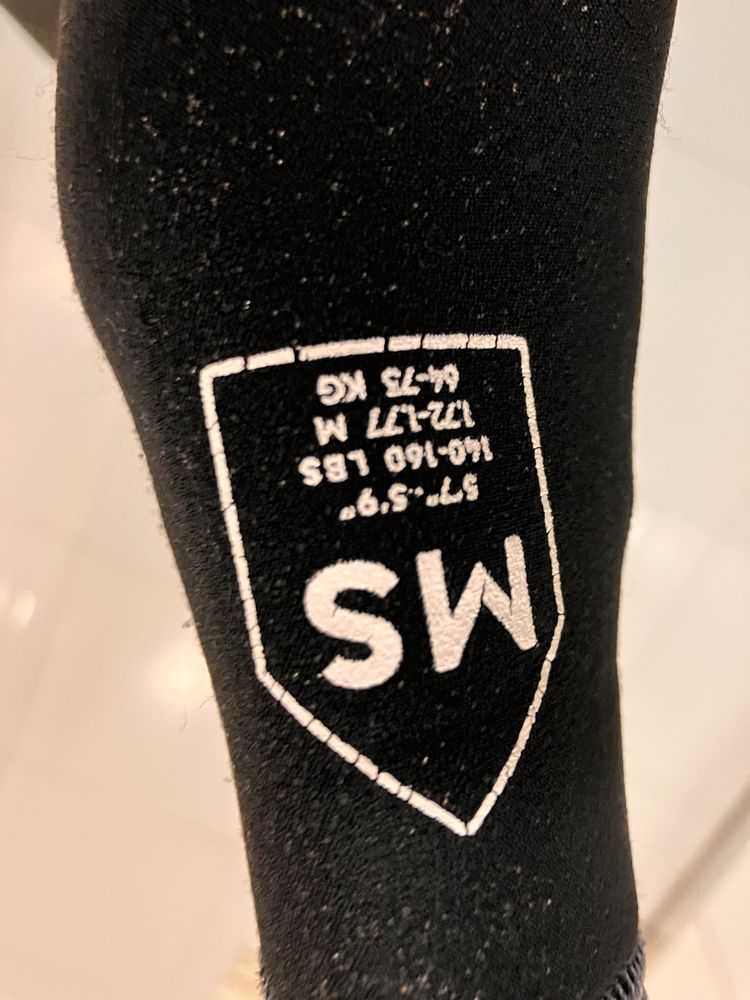 MS
5'7"-5'9"
140-160 LBS
1.72-1.77 M
64-73 KG